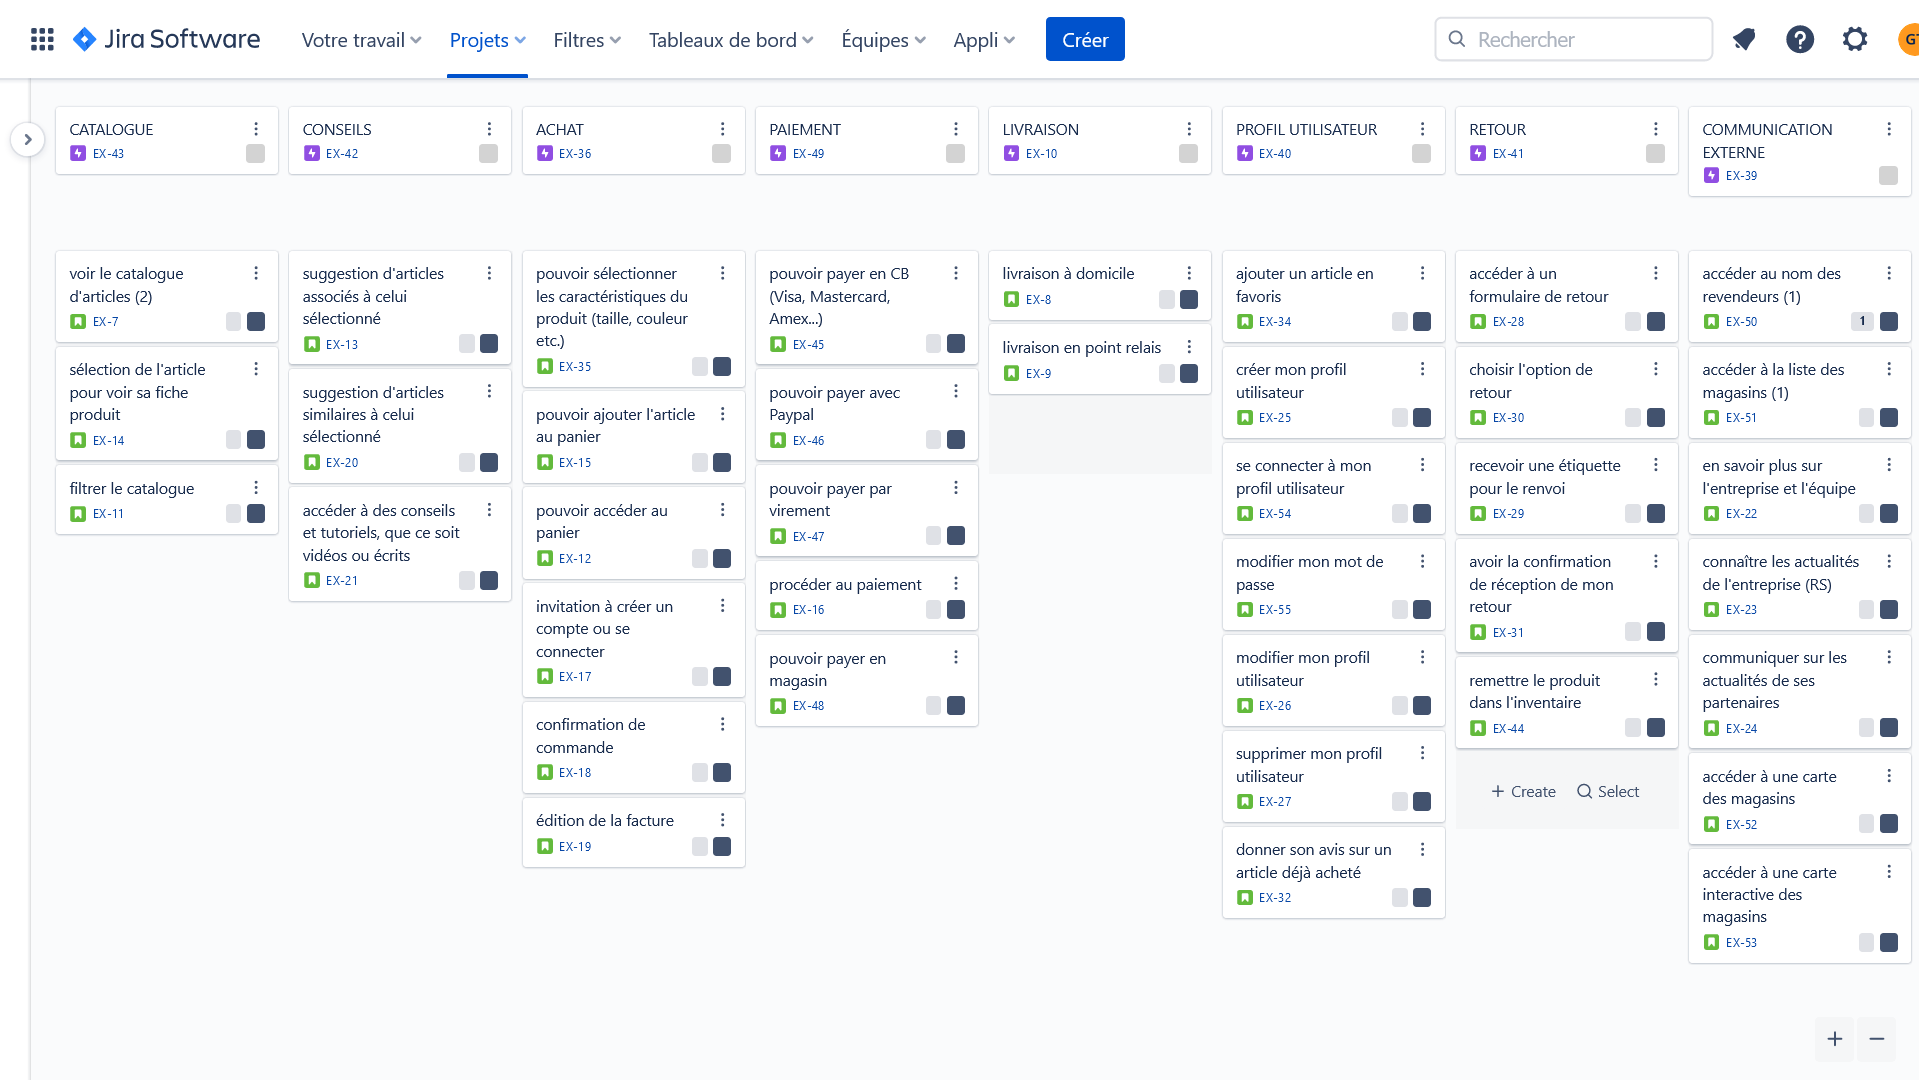 Jira Software
Votre travail
Projets
Filtres
Tableaux de bord
Équipes
Appli
Créer
Rechercher
CATALOGUE
EX-43
CONSEILS
EX-42
ACHAT
EX-36
PAIEMENT
EX-49
LIVRAISON
EX-10
PROFIL UTILISATEUR
EX-40
RETOUR
EX-41
COMMUNICATION
EXTERNE
EX-39
voir le catalogue
d'articles (2)
EX-7
sélection de l'article
pour voir sa fiche
produit
EX-14
filtrer le catalogue
EX-11
suggestion d'articles
associés à celui
sélectionné
EX-13
suggestion d'articles
similaires à celui
sélectionné
EX-20
accéder à des conseils
et tutoriels, que ce soit
vidéos ou écrits
EX-21
pouvoir sélectionner
les caractéristiques du
produit (taille, couleur
etc.)
EX-35
pouvoir ajouter l'article
au panier
EX-15
pouvoir accéder au
panier
EX-12
invitation à créer un
compte ou se
connecter
EX-17
confirmation de
commande
EX-18
édition de la facture
EX-19
pouvoir payer en CB
(Visa, Mastercard,
Amex...)
EX-45
pouvoir payer avec
Paypal
EX-46
pouvoir payer par
virement
EX-47
procéder au paiement
EX-16
pouvoir payer en
magasin
EX-48
livraison à domicile
EX-8
livraison en point relais
EX-9
ajouter un article en
favoris
EX-34
créer mon profil
utilisateur
EX-25
se connecter à mon
profil utilisateur
EX-54
modifier mon mot de
passe
EX-55
modifier mon profil
utilisateur
EX-26
supprimer mon profil
utilisateur
EX-27
donner son avis sur un
article déjà acheté
EX-32
accéder à un
formulaire de retour
EX-28
choisir l'option de
retour
EX-30
recevoir une étiquette
pour le renvoi
EX-29
avoir la confirmation
de réception de mon
retour
EX-31
remettre le produit
dans l'inventaire
EX-44
+ Create
Select
accéder au nom des
revendeurs (1)
EX-50
1
accéder à la liste des
magasins (1)
EX-51
en savoir plus sur
l'entreprise et l'équipe
EX-22
connaître les actualités
de l'entreprise (RS)
EX-23
communiquer sur les
actualités de ses
partenaires
EX-24
accéder à une carte
des magasins
EX-52
accéder à une carte
interactive des
magasins
EX-53